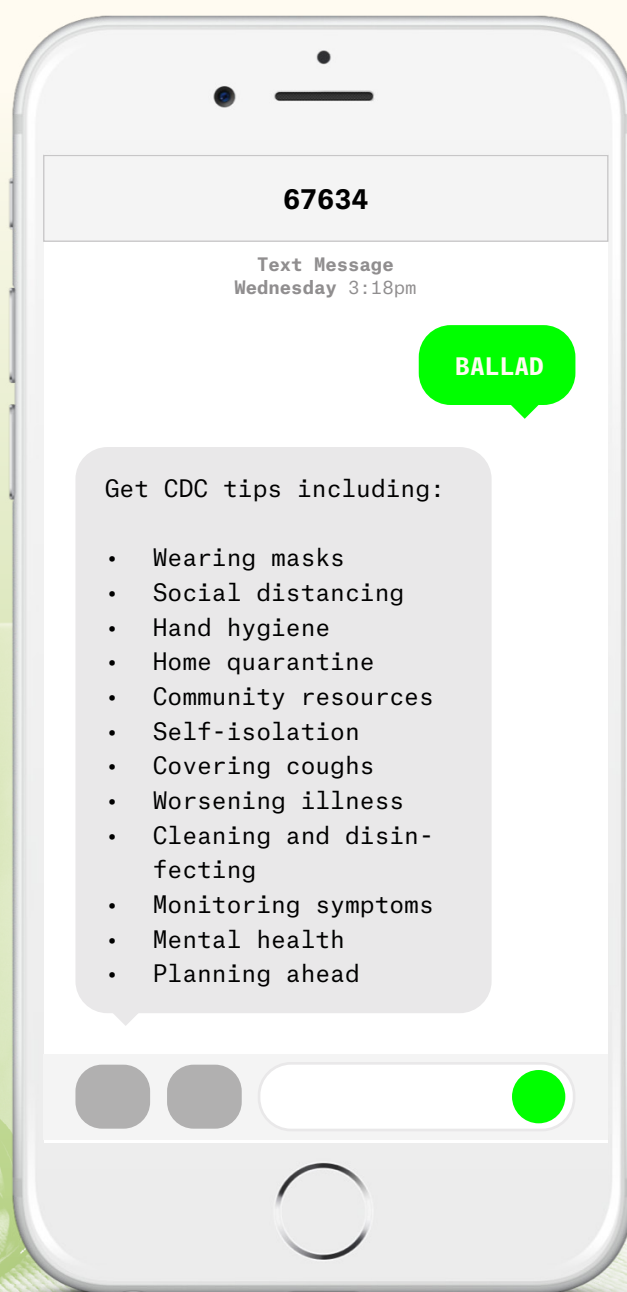 67634
Text Message
Wednesday 3:18pm
BALLAD
Get CDC tips including:
• Wearing masks
• Social distancing
• Hand hygiene
• Home quarantine
• Community resources
• Self-isolation
• Covering coughs
• Worsening illness
• Cleaning and disin-
fecting
• Monitoring symptoms
• Mental health
• Planning ahead